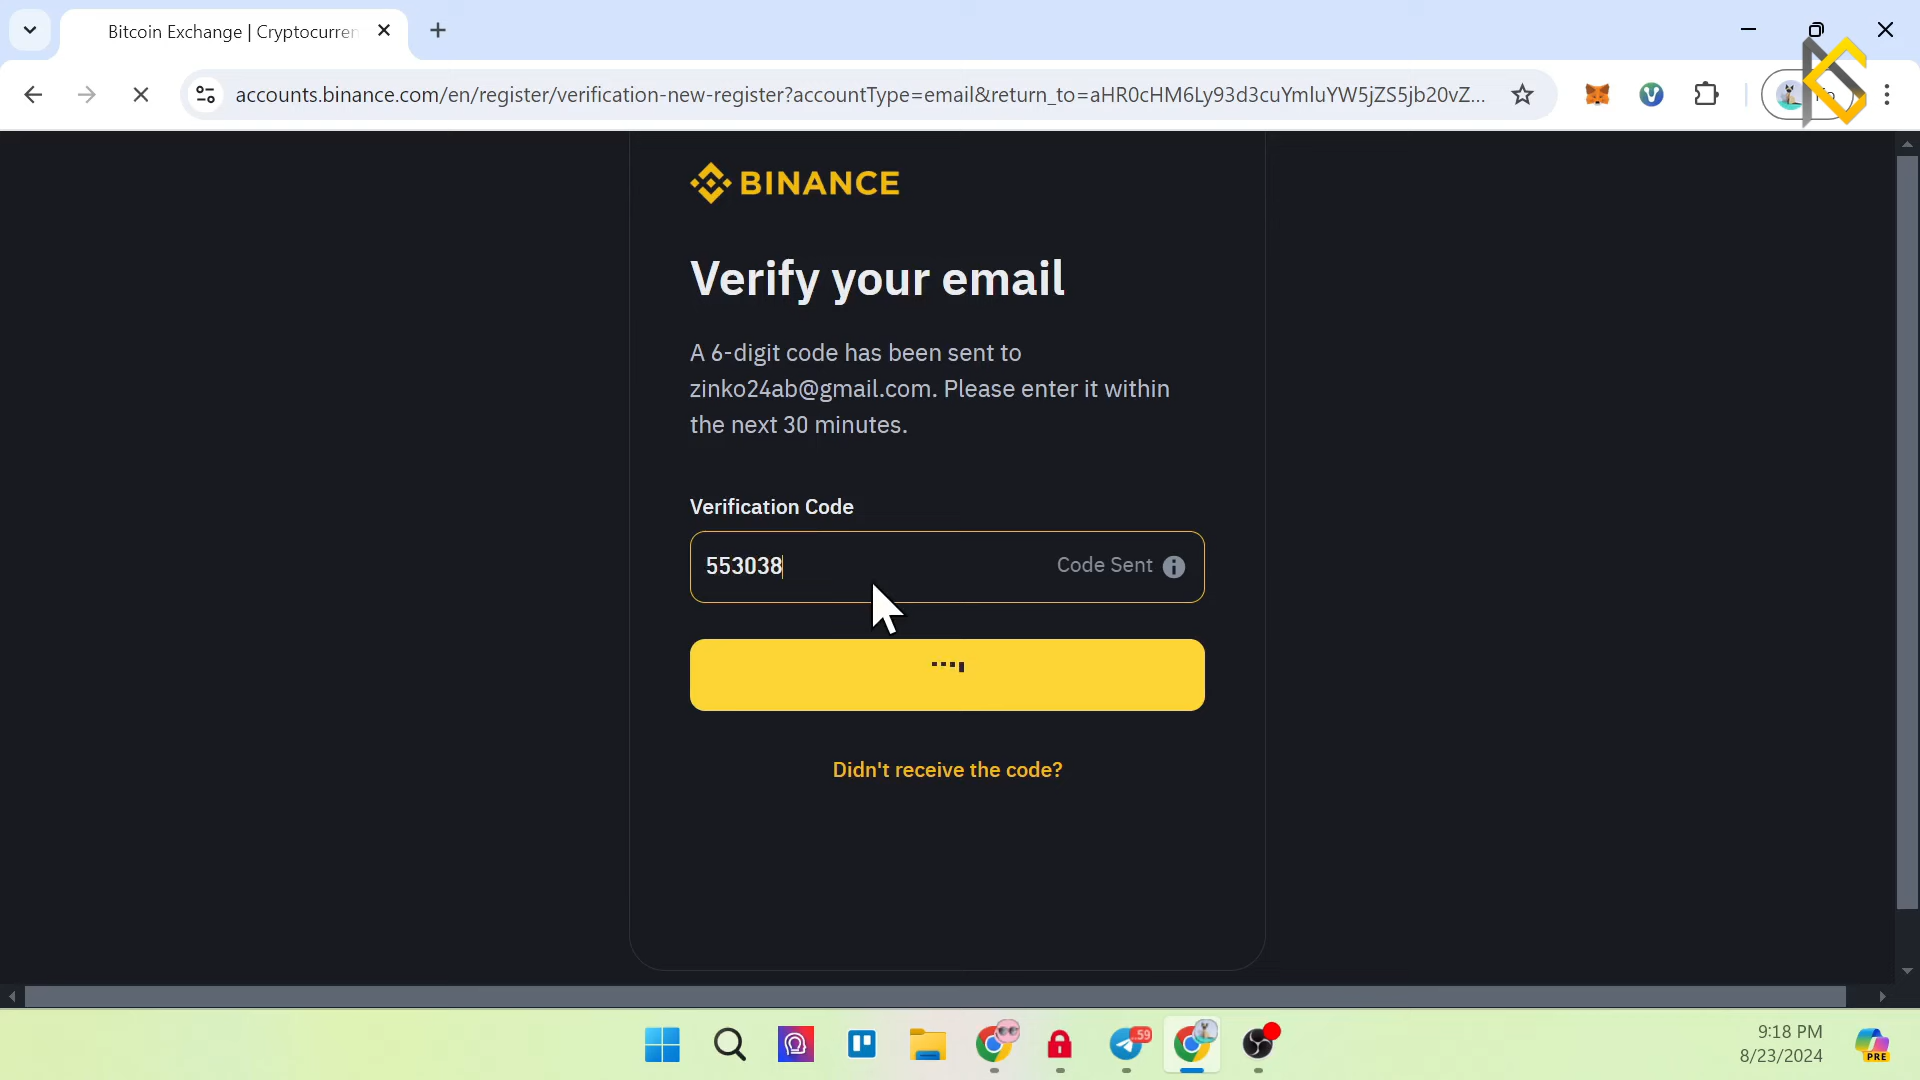 Bitcoin Exchange | Cryptocurren
accounts.binance.com/en/register/verification-new-register?accountType=email&return_to=aHR0cHM6Ly93d3cuYmluYW5jZS5jb20vZ...
BINANCE
Verify your email
A 6-digit code has been sent to
zinko24ab@gmail.com. Please enter it within
the next 30 minutes.
Verification Code
553038
Code Sent
Didn't receive the code?
59
9:18 PM
8/23/2024
PRE